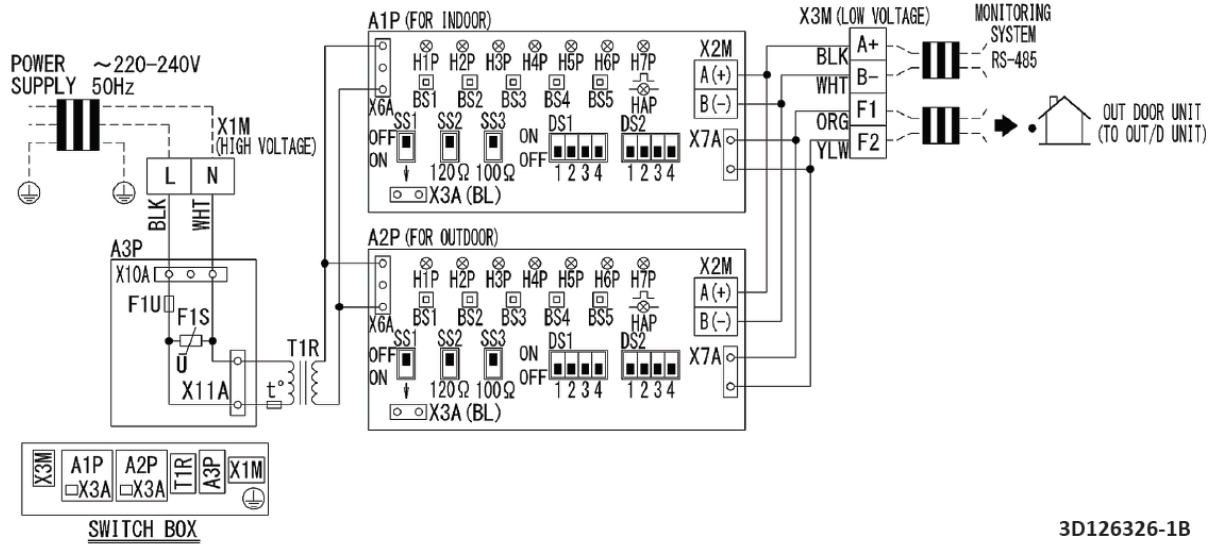 A1P (FOR INDOOR)
X3M (LOW VOLTAGE)
MONITORING
SYSTEM
RS-485
POWER
SUPPLY
~220-240V
50Hz
X1M
(HIGH VOLTAGE)
L N
BLK WHT
H1P H2P H3P H4P H5P H6P H7P
BS1 BS2 BS3 BS4 BS5 HAP
X6A
SS1 SS2 SS3 DS1 DS2
OFF
ON
120Ω 100Ω
ON
OFF
1 2 3 4 1 2 3 4
X3A (BL)
X2M
A (+)
B (-)
X7A
BLK A+
WHT B-
ORG F1
YLW F2
OUT DOOR UNIT
(TO OUT/D UNIT)
A2P (FOR OUTDOOR)
H1P H2P H3P H4P H5P H6P H7P
BS1 BS2 BS3 BS4 BS5 HAP
X6A
SS1 SS2 SS3 DS1 DS2
OFF
ON
120Ω 100Ω
ON
OFF
1 2 3 4 1 2 3 4
X3A (BL)
X2M
A (+)
B (-)
X7A
A3P
X10A
F1U
F1S
U
X11A
t°
T1R
X3M
A1P
X3A
A2P
X3A
T1R
A3P
X1M
SWITCH BOX
3D126326-1B